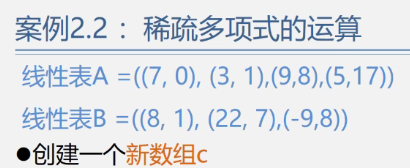 案例2.2 ：稀疏多项式的运算
线性表A =((7, 0), (3, 1),(9,8),(5,17))
线性表B =((8, 1), (22, 7),(-9,8))
●创建一个新数组c